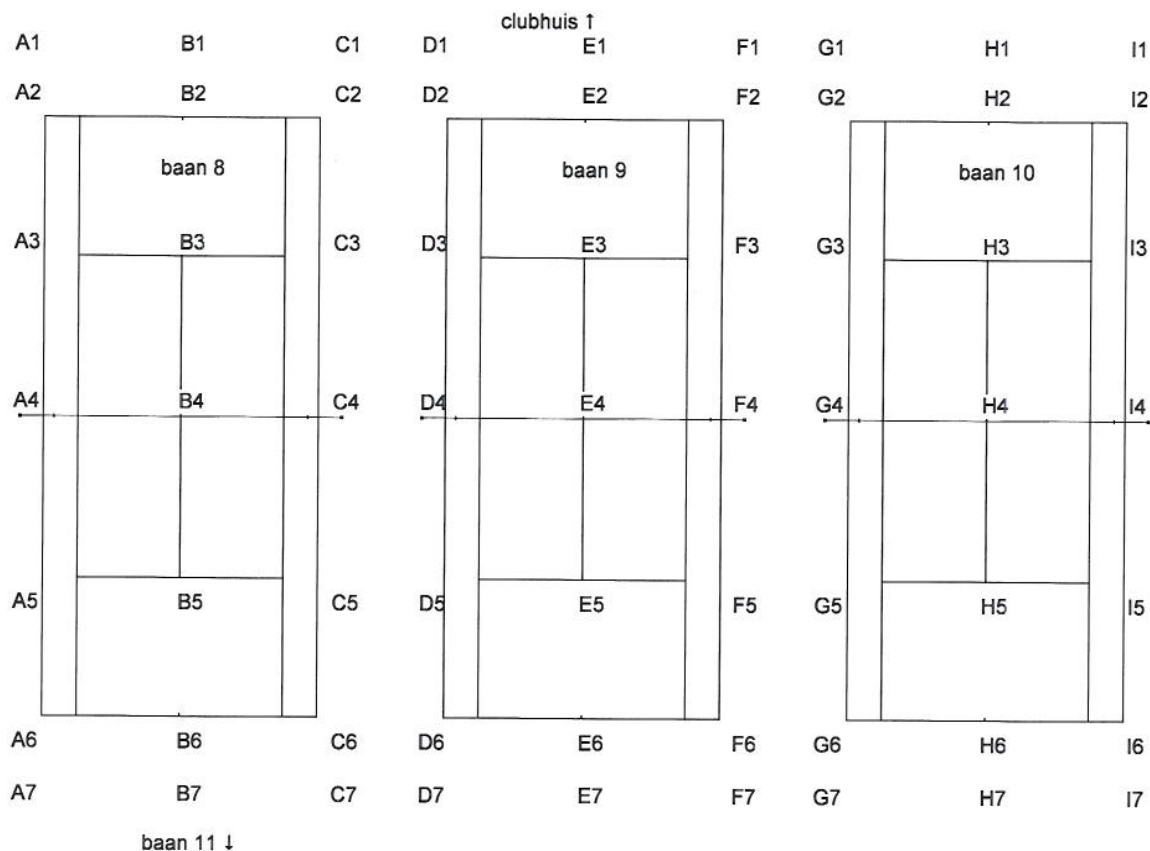 clubhuis ↑
A1 B1 C1 D1 E1 F1 G1 H1 I1
A2 B2 C2 D2 E2 F2 G2 H2 I2
baan 8 baan 9 baan 10
A3 B3 C3 D3 E3 F3 G3 H3 I3
A4 B4 C4 D4 E4 F4 G4 H4 I4
A5 B5 C5 D5 E5 F5 G5 H5 I5
A6 B6 C6 D6 E6 F6 G6 H6 I6
A7 B7 C7 D7 E7 F7 G7 H7 I7
baan 11 ↓